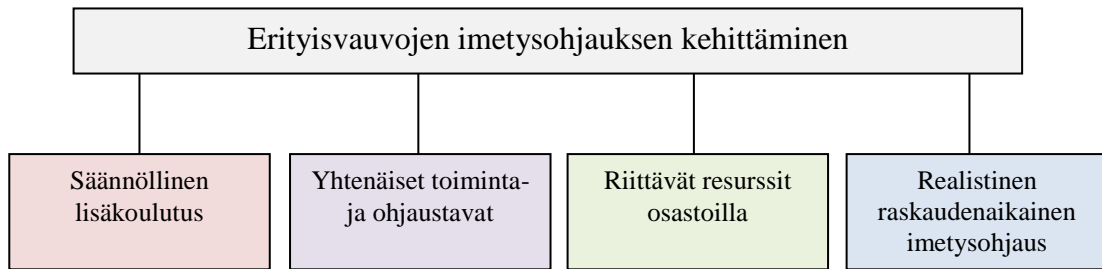 Erityisvauvojen imetysohjauksen kehittäminen
Säännöllinen
lisäkoulutus
Yhtenäiset toiminta-
ja ohjaustavat
Riittävät resurssit
osastoilla
Realistinen
raskaudenaikainen
imetysohjaus